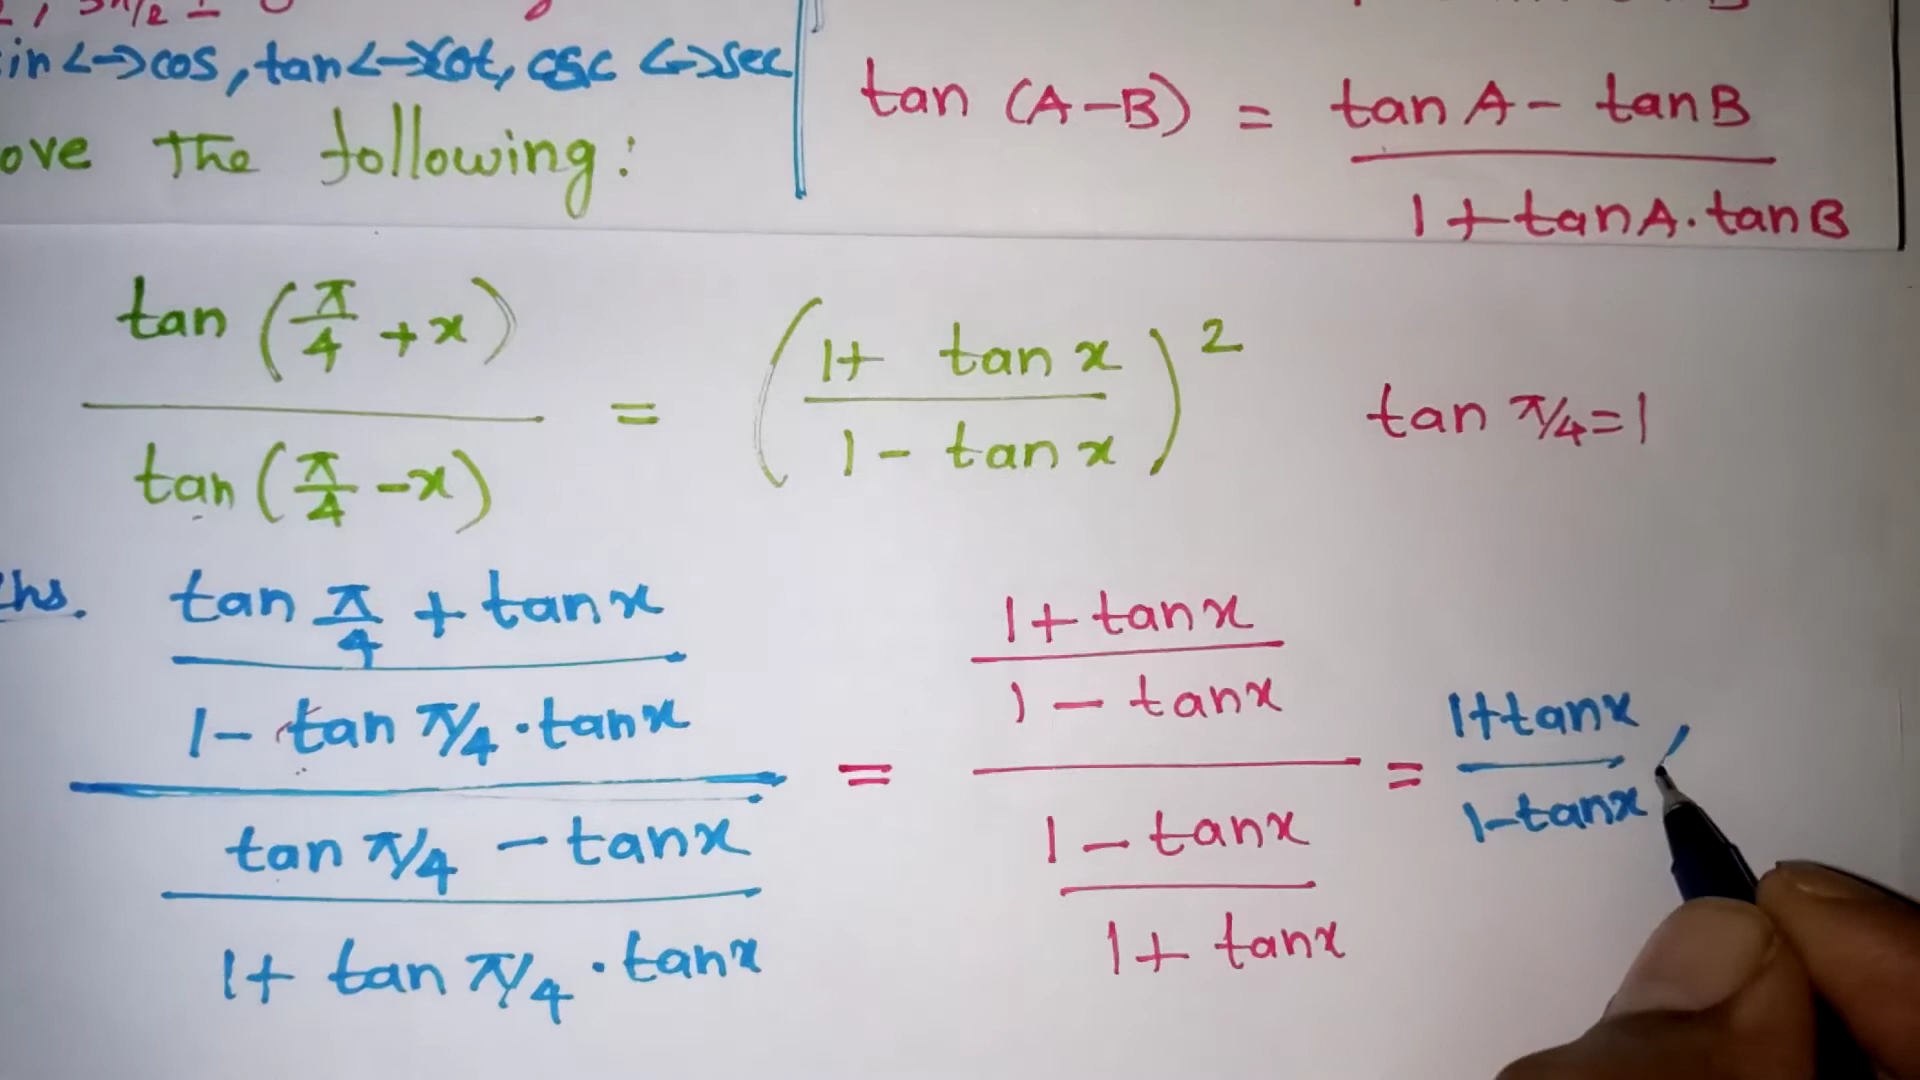 in<->cos, tan<->cot, csc <->sec
ove The following:
tan (A-B) = tan A - tan B
1 + tan A . tan B
tan (π/4 + x)
tan (π/4 - x)
= (1+ tan x / 1 - tan x)²
tan π/4 = 1
Lhs. tan π/4 + tan x
1 - tan π/4 . tan x
tan π/4 - tan x
1+ tan π/4 . tan x
= 1 + tan x
1 - tan x
1 - tan x
1 + tan x
= 1+tan x
1-tan x